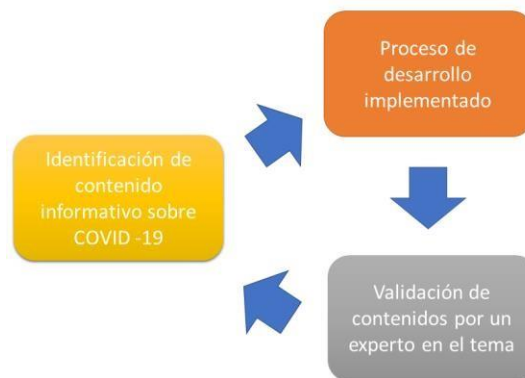 Proceso de
desarrollo
implementado
Identificación de
contenido
informativo sobre
COVID -19
Validación de
contenidos por un
experto en el tema